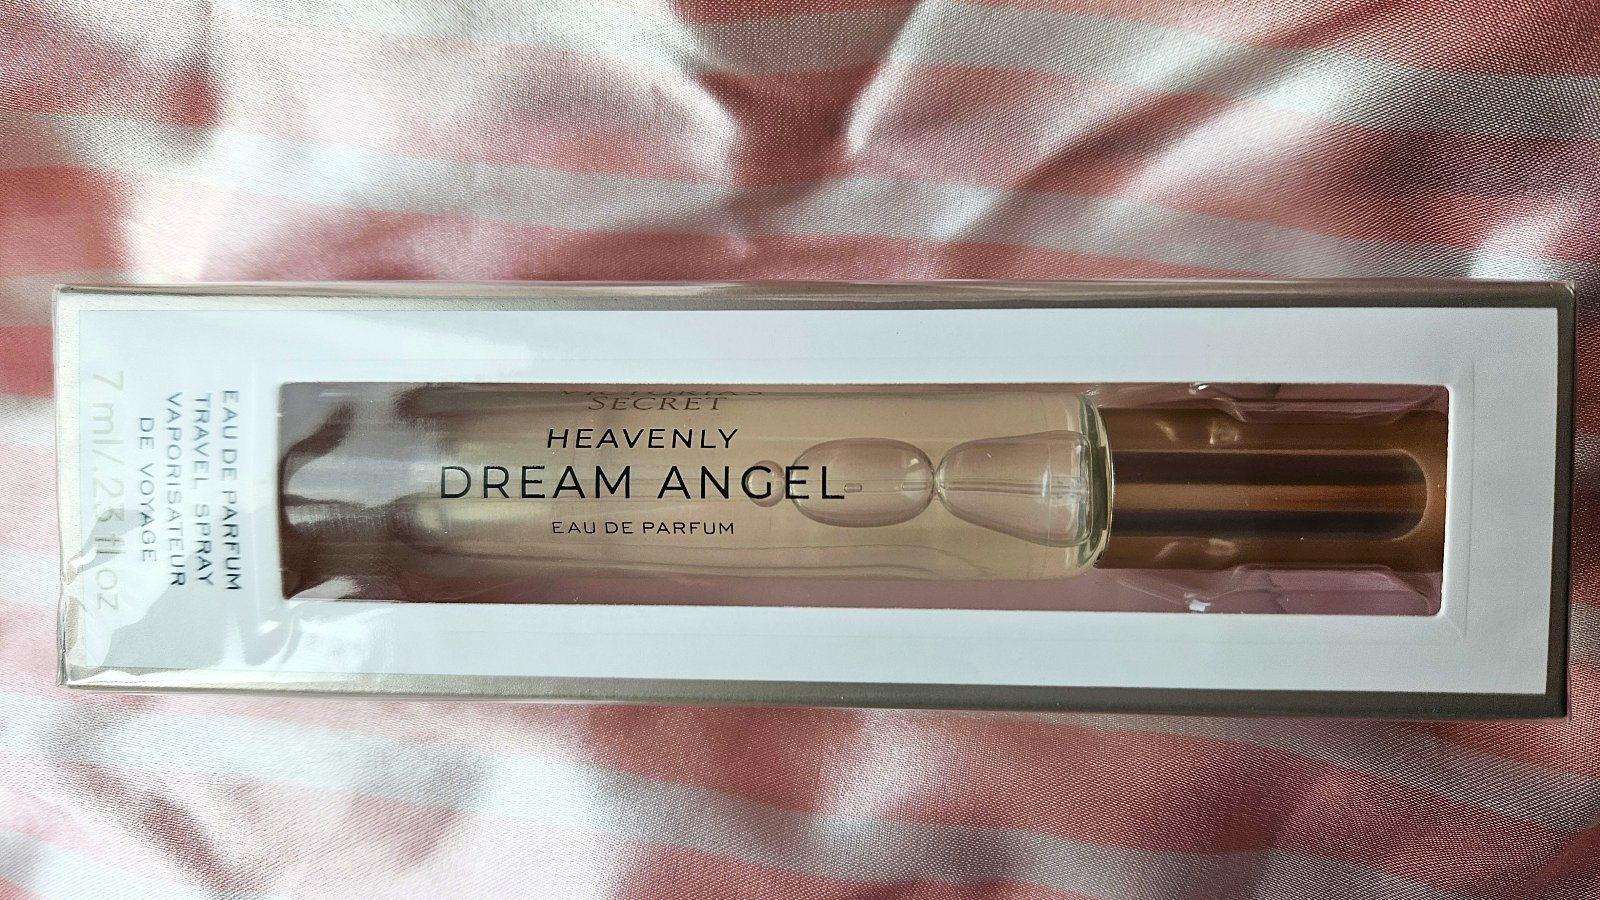 VICTORIA'S
SECRET
HEAVENLY
DREAM ANGEL
EAU DE PARFUM
EAU DE PARFUM
TRAVEL SPRAY
VAPORISATEUR
DE VOYAGE
7 ml/.23 fl oz